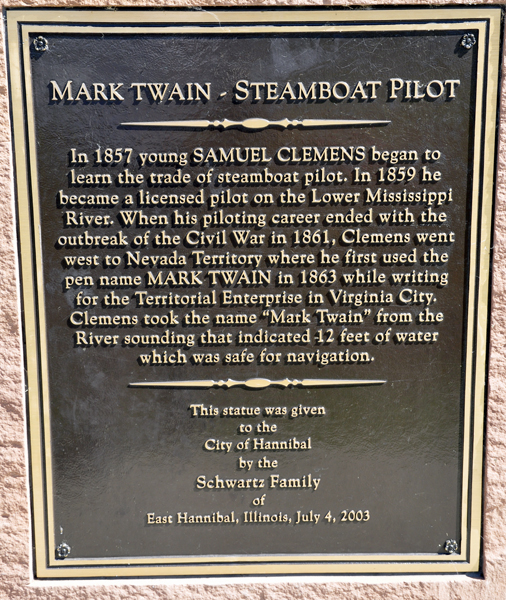 MARK TWAIN - STEAMBOAT PILOT
In 1857 young SAMUEL CLEMENS began to
learn the trade of steamboat pilot. In 1859 he
became a licensed pilot on the Lower Mississippi
River. When his piloting career ended with the
outbreak of the Civil War in 1861, Clemens went
west to Nevada Territory where he first used the
pen name MARK TWAIN in 1863 while writing
for the Territorial Enterprise in Virginia City.
Clemens took the name "Mark Twain" from the
River sounding that indicated 12 feet of water
which was safe for navigation.
This statue was given
to the
City of Hannibal
by the
Schwartz Family
of
East Hannibal, Illinois, July 4, 2003